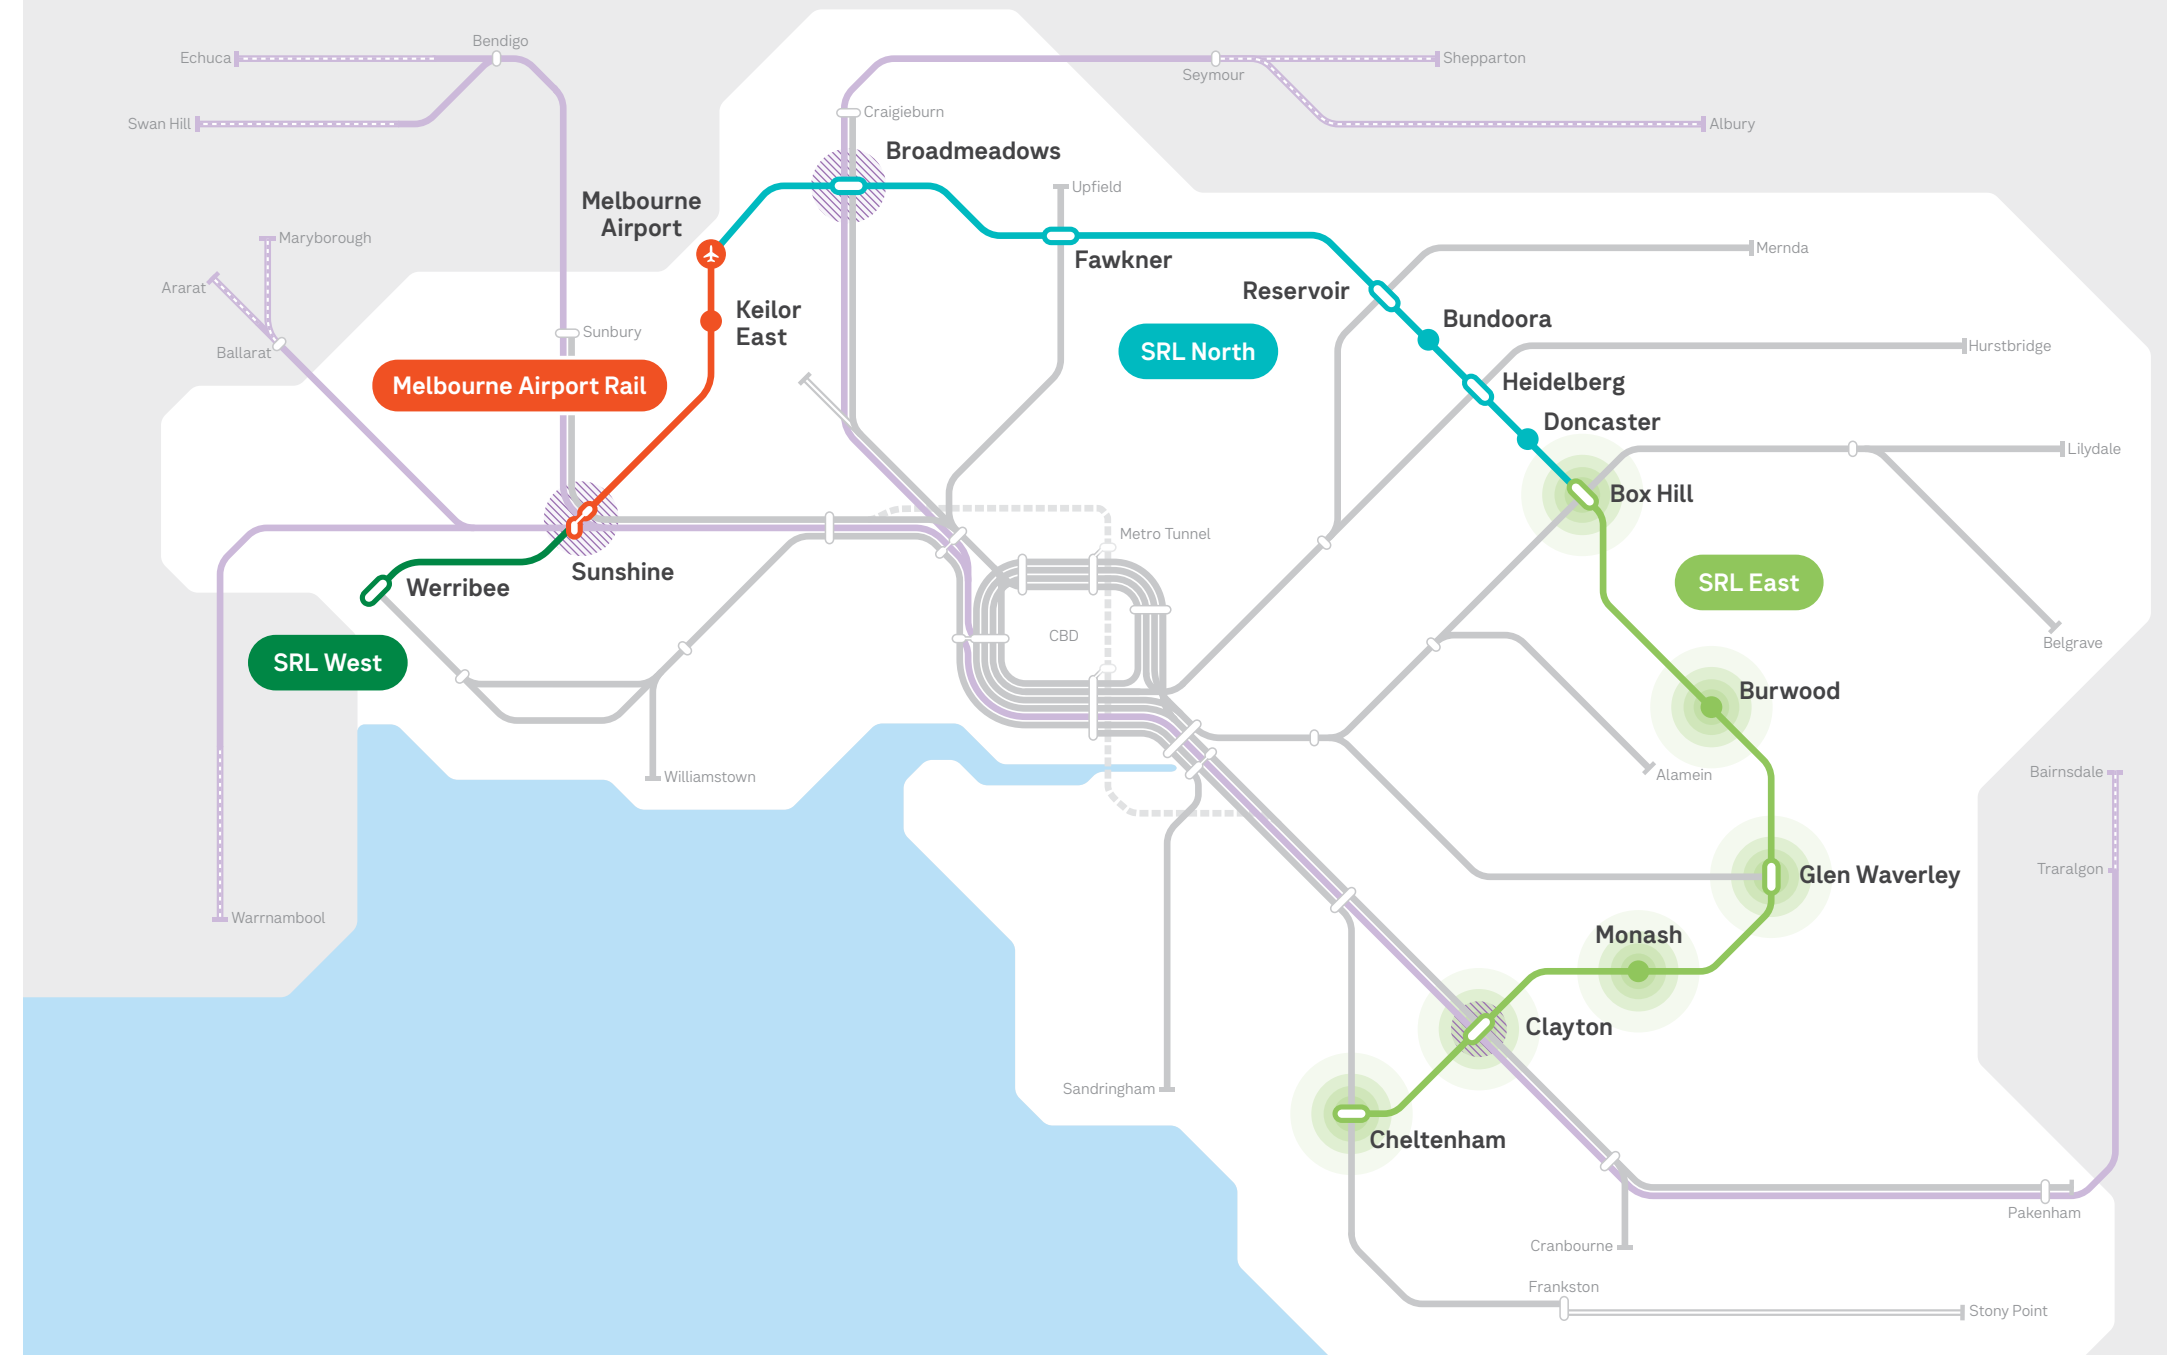 Bendigo
Echuca
Shepparton
Seymour
Swan Hill
Craigieburn
Albury
Broadmeadows
Upfield
Melbourne
Airport
Maryborough
Mernda
Fawkner
Ararat
Reservoir
Keilor
East
Bundoora
Sunbury
Ballarat
SRL North
Hurstbridge
Melbourne Airport Rail
Heidelberg
Doncaster
Lilydale
Box Hill
Metro Tunnel
Sunshine
Werribee
SRL East
CBD
Belgrave
SRL West
Burwood
Williamstown
Alamein
Bairnsdale
Traralgon
Glen Waverley
Warrnambool
Monash
Clayton
Sandringham
Cheltenham
Pakenham
Cranbourne
Frankston
Stony Point